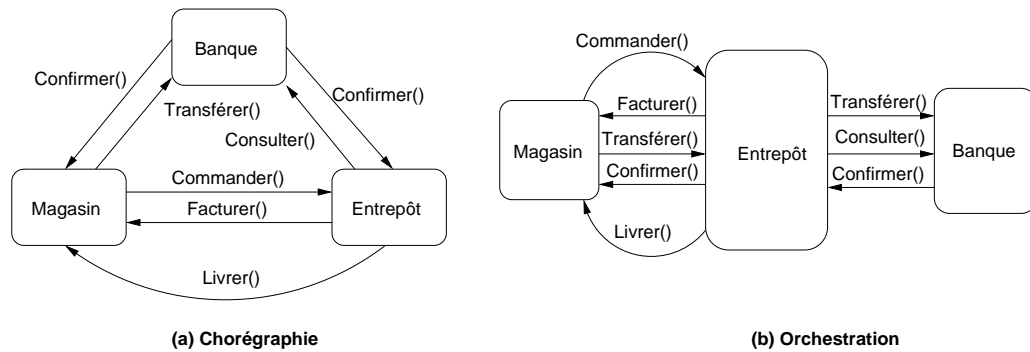 Banque
Confirmer()
Confirmer()
Transférer()
Consulter()
Magasin
Commander()
Entrepôt
Facturer()
Livrer()
(a) Chorégraphie
Commander()
Facturer()
Transférer()
Magasin
Transférer()
Entrepôt
Consulter()
Banque
Confirmer()
Confirmer()
Livrer()
(b) Orchestration